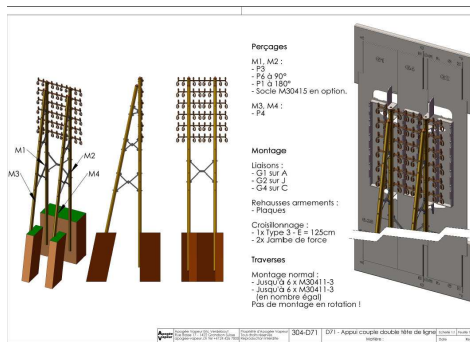 Perçages
M1, M2 :
- P3
- P6 à 90°
- P1 à 180°
- Socle M30415 en option.
M3, M4 :
- P4
Montage
Liaisons :
- G1 sur A
- G2 sur J
- G4 sur C
Rehausses armements :
- Plaques
Croisillonnage :
- 1x Type 3 - E = 125cm
- 2x Jambe de force
Traverses
Montage normal :
- Jusqu'à 6 x M30411-3
- Jusqu'à 6 x M30411-3
(en nombre égal)
Pas de montage en rotation !
M1
M2
M3
M4
304-D71
D71 - Appui couple double tête de ligne
Matière :